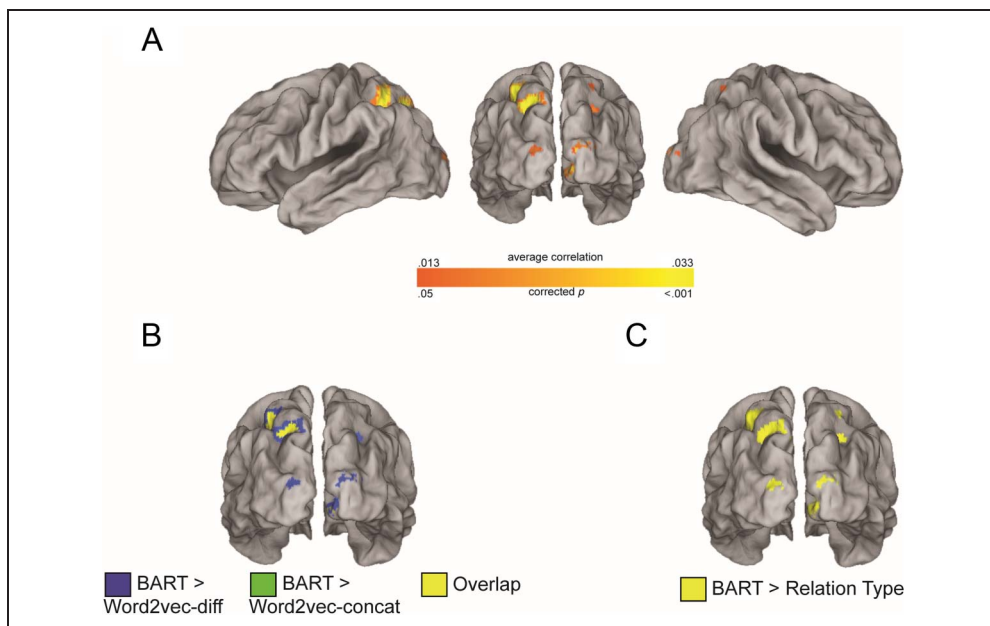 A
.013 average correlation .033
.05 corrected p <.001
B
C
BART >
Word2vec-diff
BART >
Word2vec-concat
Overlap
BART > Relation Type